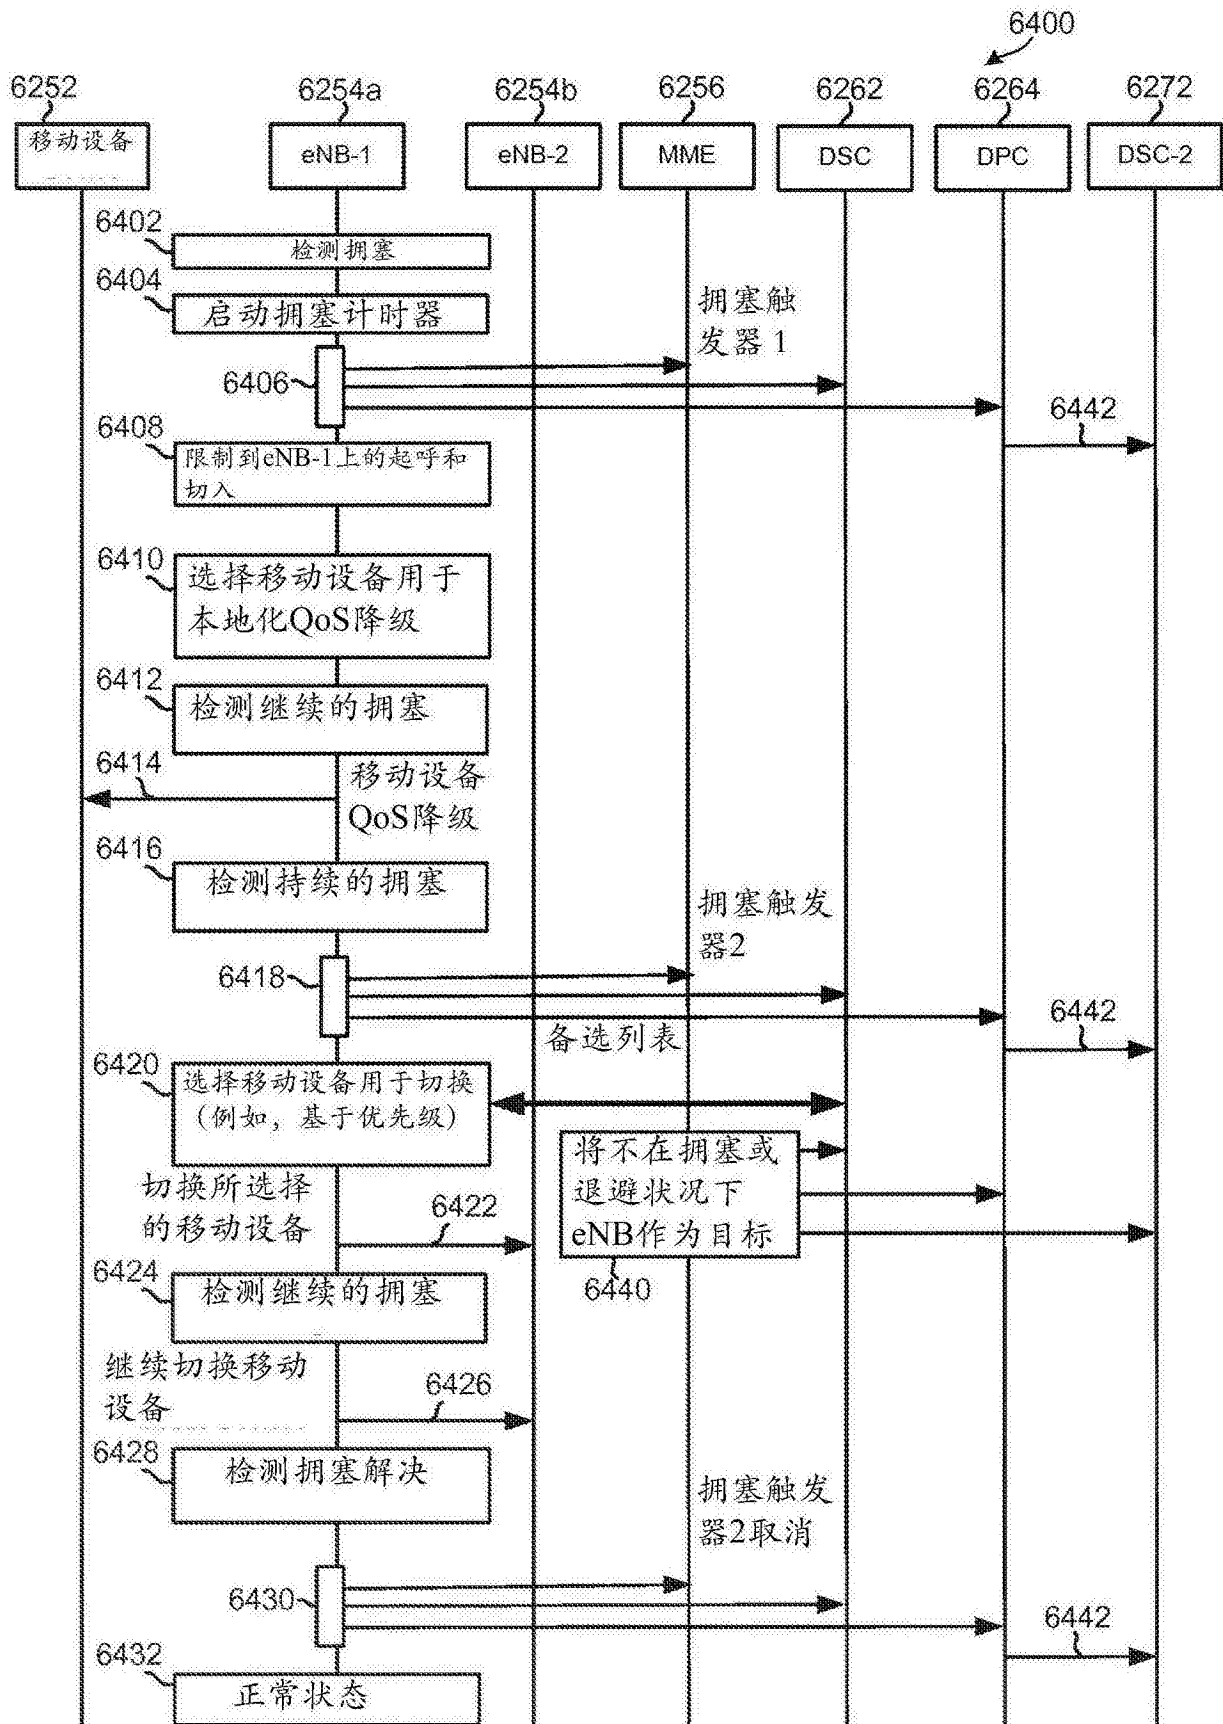 6400
6252
6254a
6254b
6256
6262
6264
6272
移动设备
eNB-1
eNB-2
MME
DSC
DPC
DSC-2
6402
检测拥塞
6404
启动拥塞计时器
拥塞触
发器 1
6406
6442
6408
限制到eNB-1上的起呼和
切入
6410
选择移动设备用于
本地化QoS降级
6412
检测继续的拥塞
6414
移动设备
QoS降级
6416
检测持续的拥塞
拥塞触发
器2
6418
6442
备选列表
6420
选择移动设备用于切换
（例如，基于优先级）
将不在拥塞或
退避状况下
eNB作为目标
6440
切换所选择
的移动设备
6422
6424
检测继续的拥塞
继续切换移动
设备
6426
6428
检测拥塞解决
拥塞触发
器2取消
6430
6442
6432
正常状态